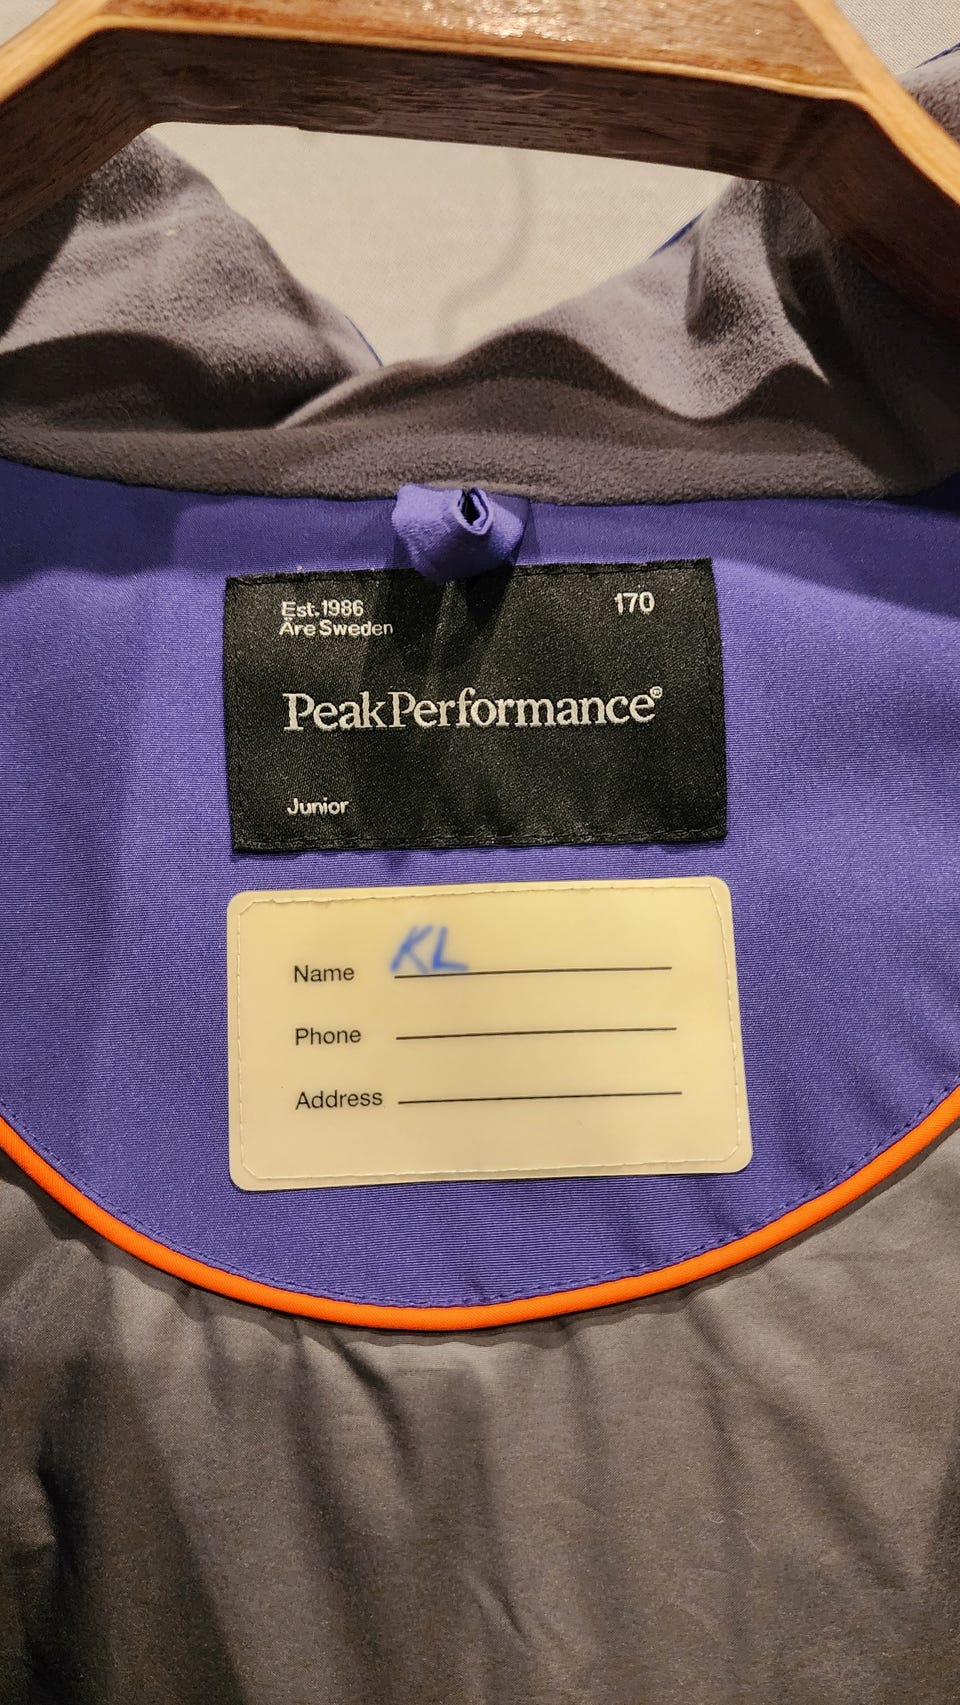 Est.1986
170
Åre Sweden
PeakPerformance®
Junior
Name KL
Phone
Address